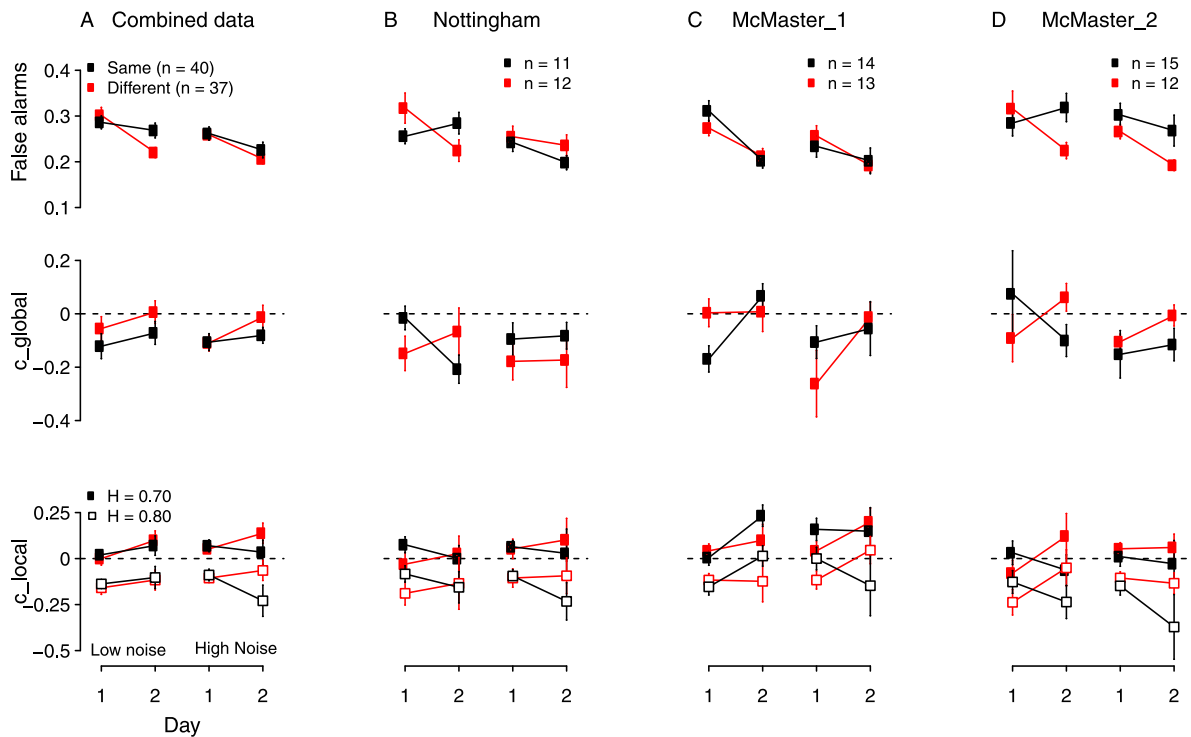 A Combined data
B Nottingham
C McMaster_1
D McMaster_2
False alarms
0.4
0.3
0.2
0.1
Same (n = 40)
Different (n = 37)
n = 11
n = 12
n = 14
n = 13
n = 15
n = 12
c_global
0.2
0
−0.2
−0.4
c_local
0.25
0
−0.25
−0.5
H = 0.70
H = 0.80
Low noise High Noise
1 2 1 2
1 2 1 2
1 2 1 2
1 2 1 2
Day